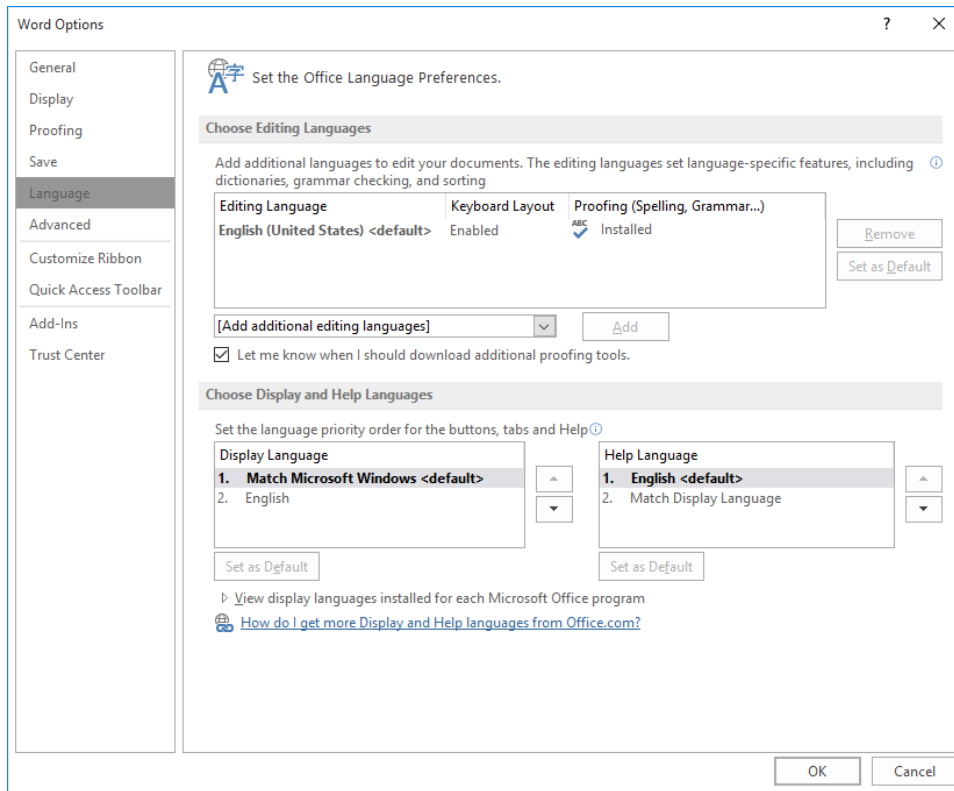 Word Options
?
General
Display
Proofing
Save
Language
Advanced
Customize Ribbon
Quick Access Toolbar
Add-Ins
Trust Center
A字
Set the Office Language Preferences.
Choose Editing Languages
Add additional languages to edit your documents. The editing languages set language-specific features, including
dictionaries, grammar checking, and sorting
Editing Language Keyboard Layout Proofing (Spelling, Grammar...)
English (United States) <default> Enabled ABC Installed
Remove
Set as Default
[Add additional editing languages] Add
Let me know when I should download additional proofing tools.
Choose Display and Help Languages
Set the language priority order for the buttons, tabs and Help
Display Language
1. Match Microsoft Windows <default>
2. English
Set as Default
Help Language
1. English <default>
2. Match Display Language
Set as Default
View display languages installed for each Microsoft Office program
How do I get more Display and Help languages from Office.com?
OK Cancel